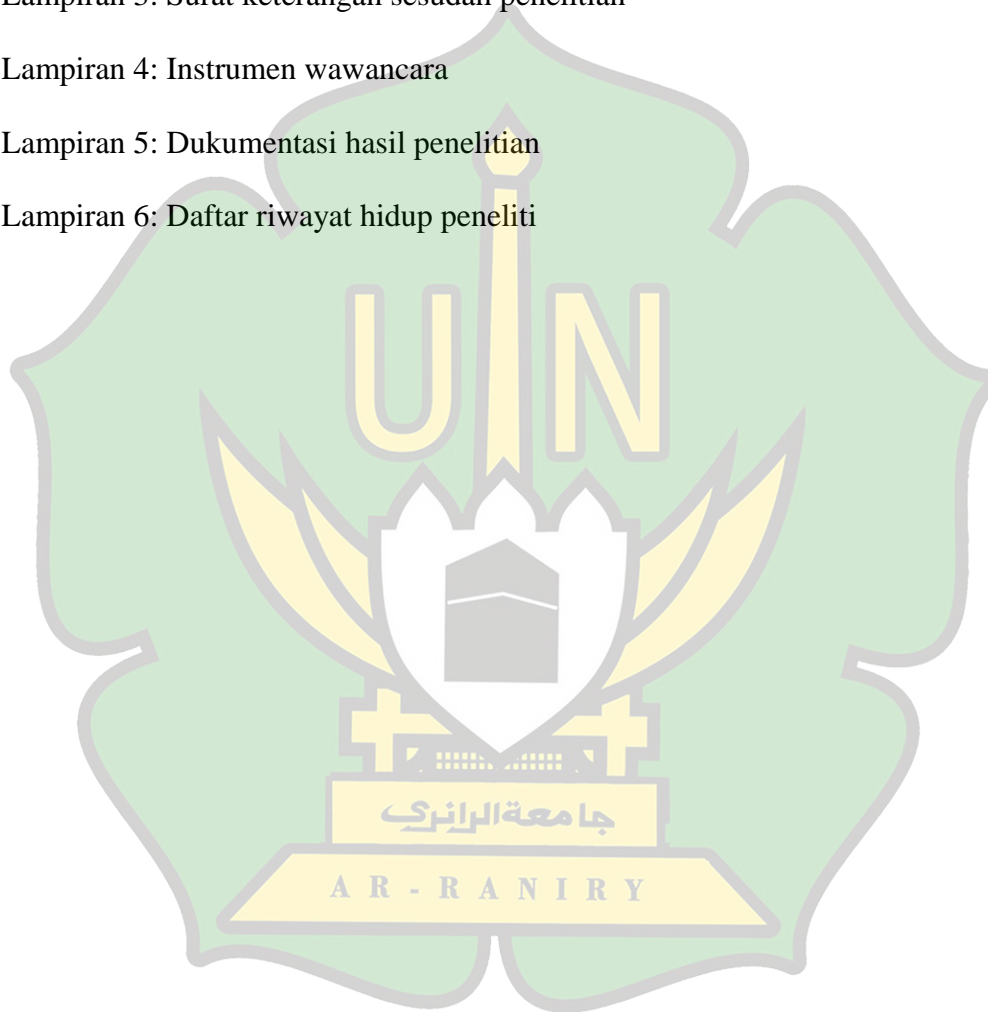 Lampiran 3: Surat keterangan sesudah penelitian
Lampiran 4: Instrumen wawancara
Lampiran 5: Dukumentasi hasil penelitian
Lampiran 6: Daftar riwayat hidup peneliti
UIN
جامعةالرانري
AR-RANIRY